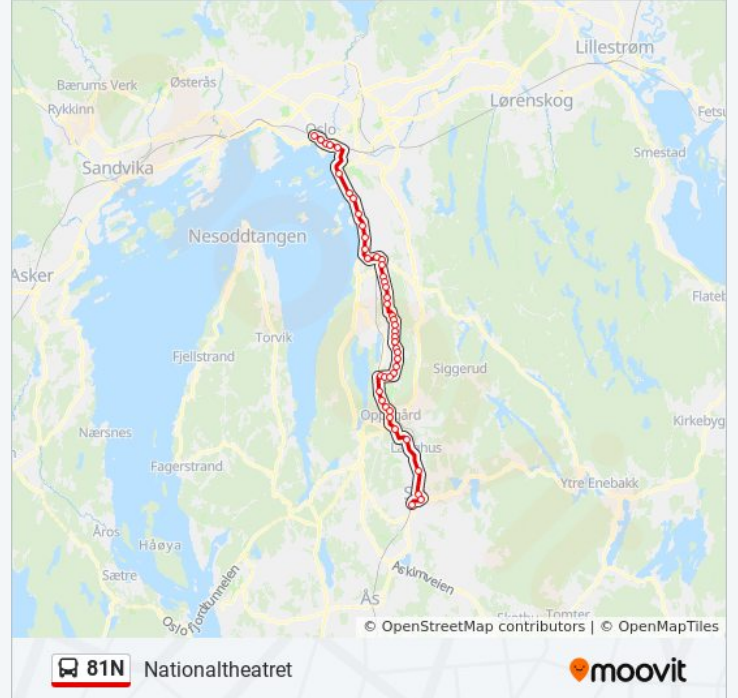 Lillestrøm
Bærums Verk
Østerås
Rykkinn
Lørenskog
Fetsu
Oslo
Sandvika
Smestad
Nesoddtangen
Asker
Flateb
Torvik
Fjellstrand
Siggerud
Oppegård
Kirkebyg
Nærsnes
Langhus
Fagerstrand
Ytre Enebakk
Åros
Håøya
Sætre
Askimveien
Ås
Oslofjordtunnelen
Tomter
© OpenStreetMap contributors | © OpenMapTiles
81N Nationaltheatret
moovit